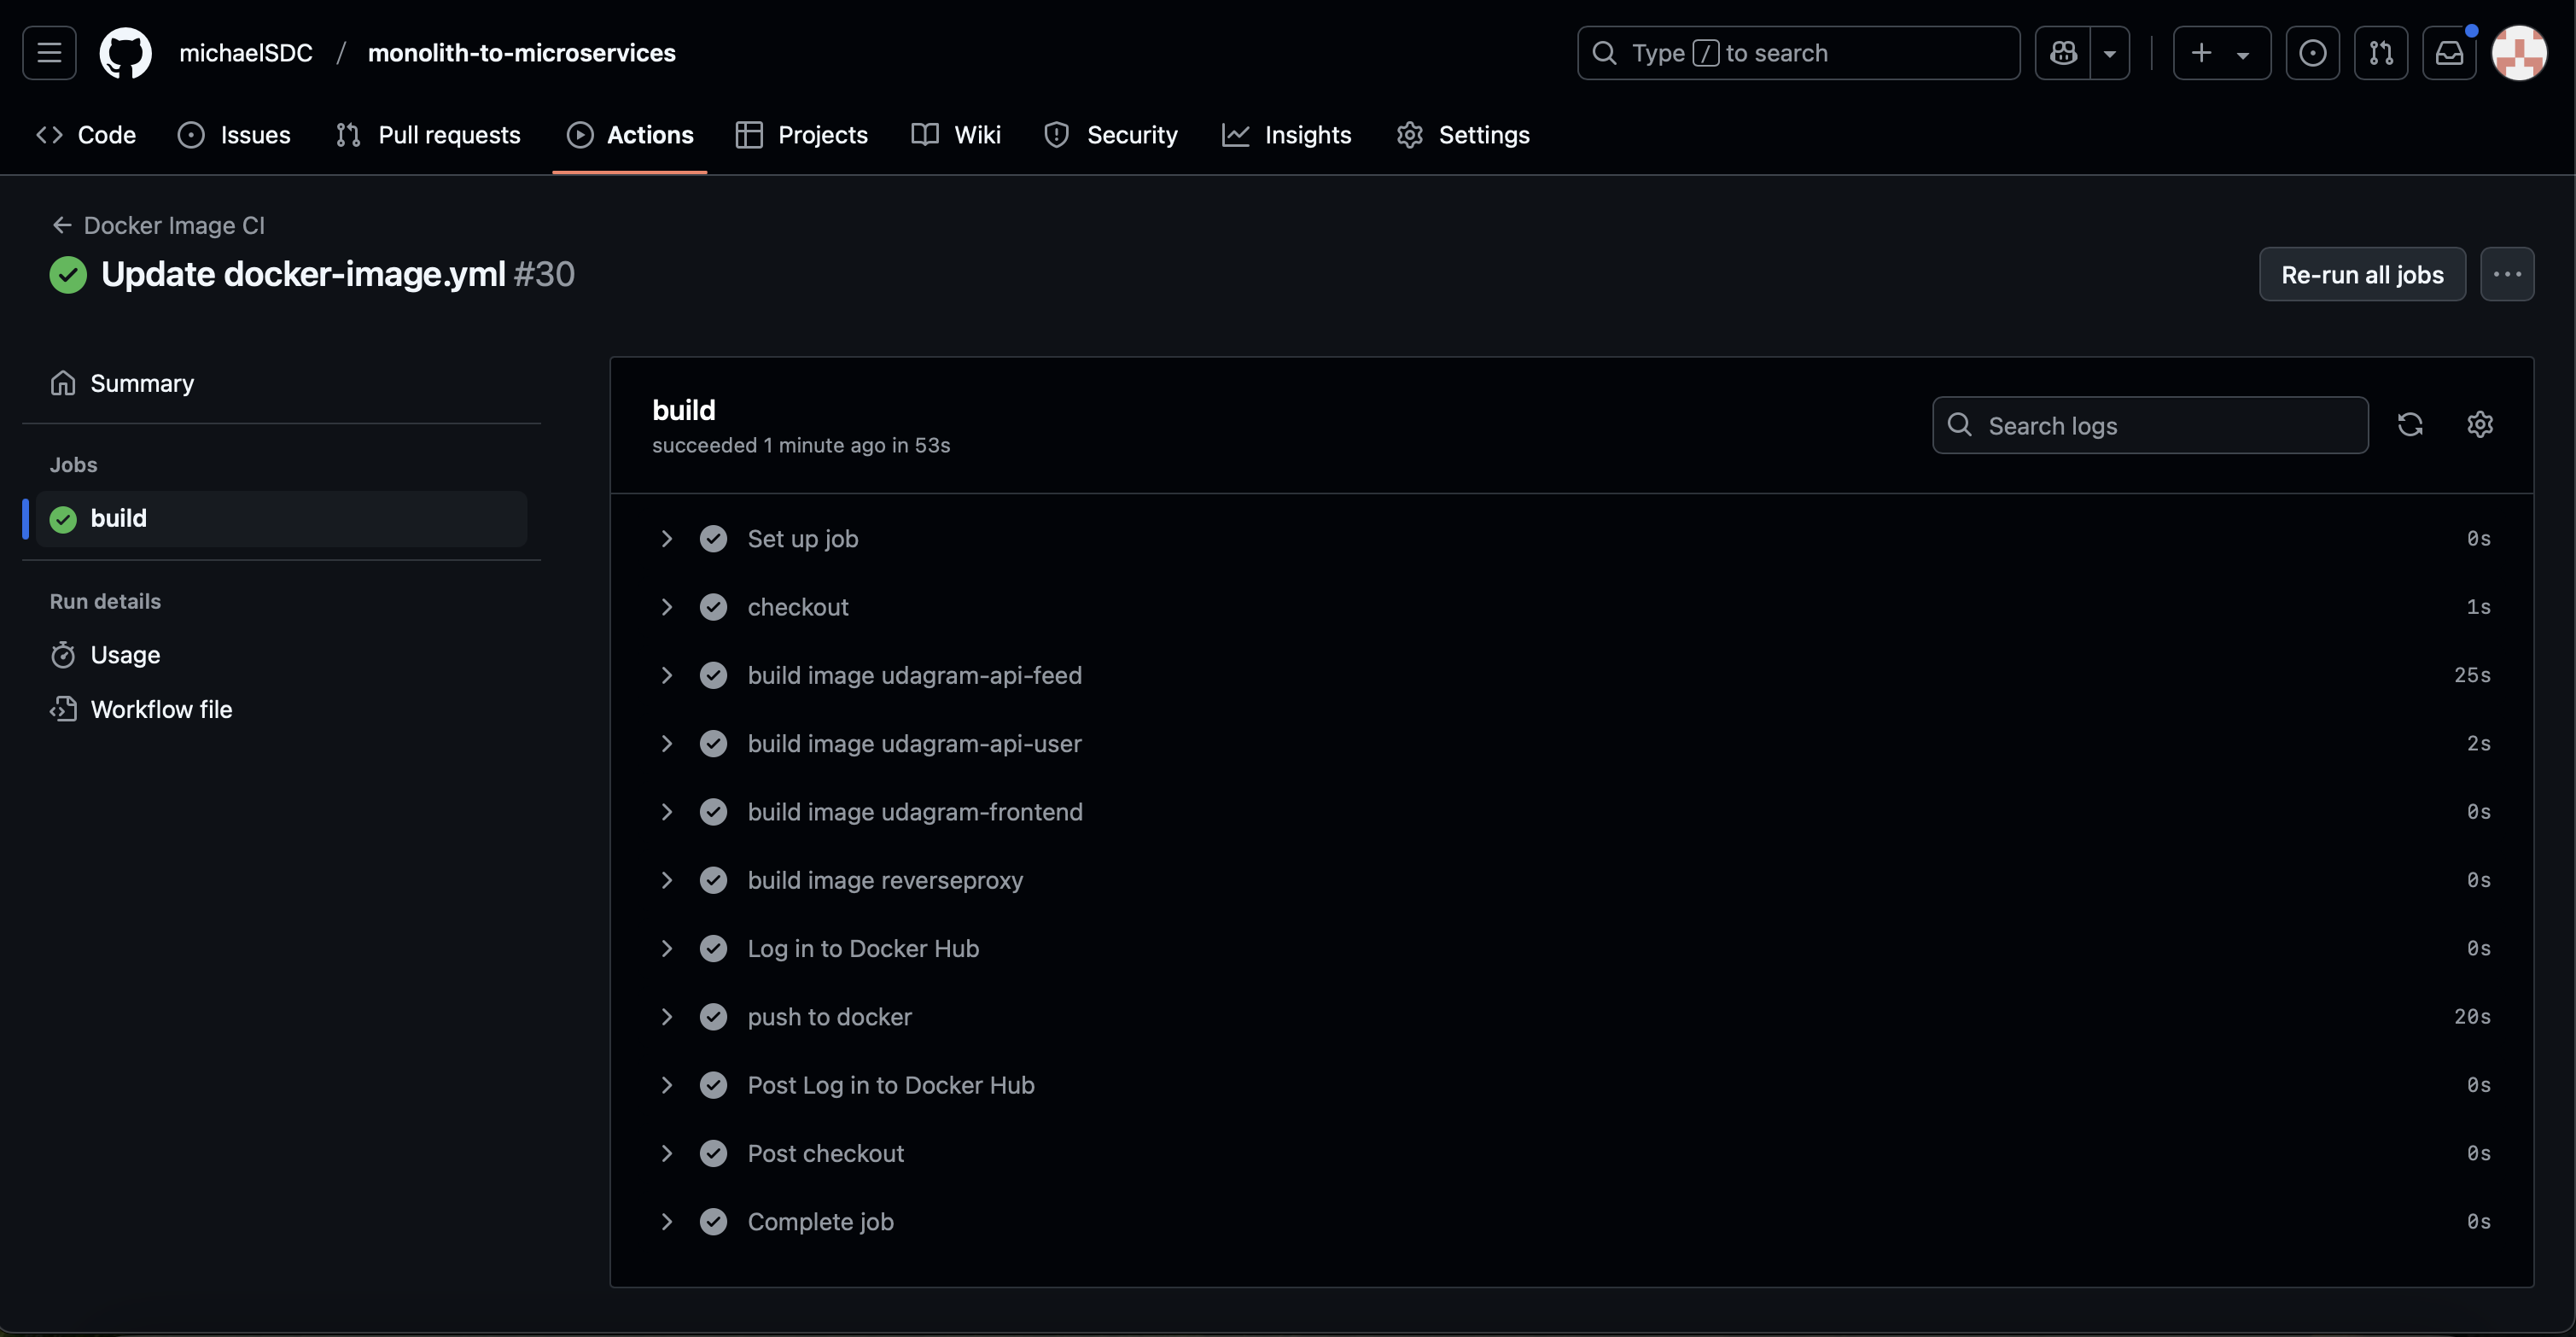 michaelSDC / monolith-to-microservices
Type / to search
Code
Issues
Pull requests
Actions
Projects
Wiki
Security
Insights
Settings
Docker Image CI
Update docker-image.yml #30
Re-run all jobs
Summary
Jobs
build
Run details
Usage
Workflow file
build
succeeded 1 minute ago in 53s
Search logs
Set up job 0s
checkout 1s
build image udagram-api-feed 25s
build image udagram-api-user 2s
build image udagram-frontend 0s
build image reverseproxy 0s
Log in to Docker Hub 0s
push to docker 20s
Post Log in to Docker Hub 0s
Post checkout 0s
Complete job 0s